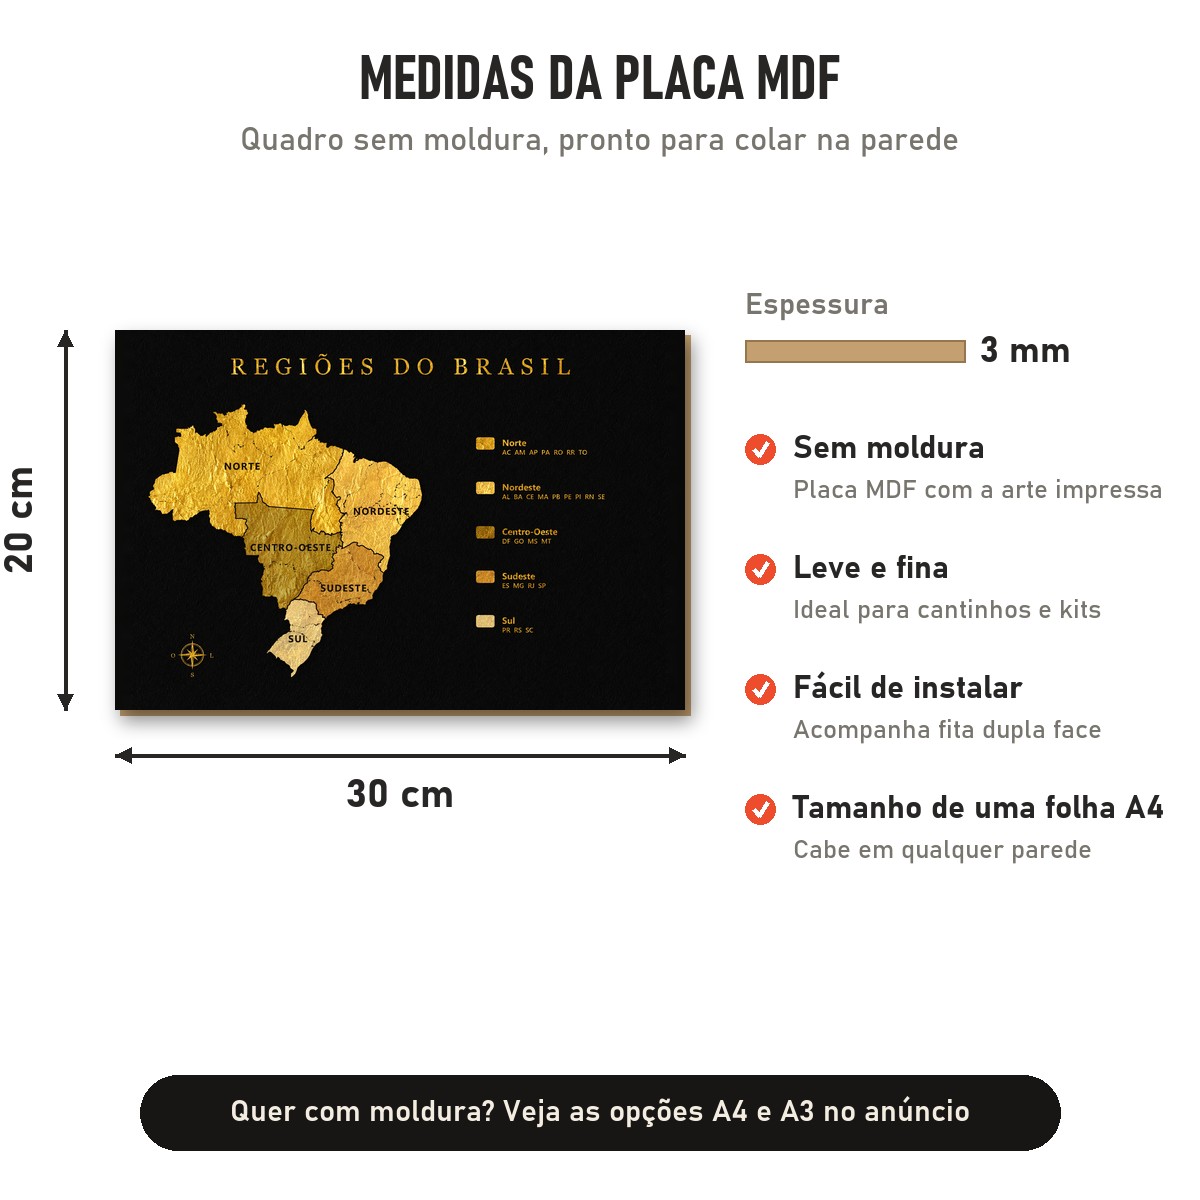 MEDIDAS DA PLACA MDF
Quadro sem moldura, pronto para colar na parede
20 cm
REGIÕES DO BRASIL
NORTE
NORDESTE
CENTRO-OESTE
SUDESTE
SUL
N
O
L
S
Norte
AC AM AP PA RO RR TO
Nordeste
AL BA CE MA PB PE PI RN SE
Centro-Oeste
DF GO MS MT
Sudeste
ES MG RJ SP
Sul
PR RS SC
30 cm
Espessura
3 mm
Sem moldura
Placa MDF com a arte impressa
Leve e fina
Ideal para cantinhos e kits
Fácil de instalar
Acompanha fita dupla face
Tamanho de uma folha A4
Cabe em qualquer parede
Quer com moldura? Veja as opções A4 e A3 no anúncio